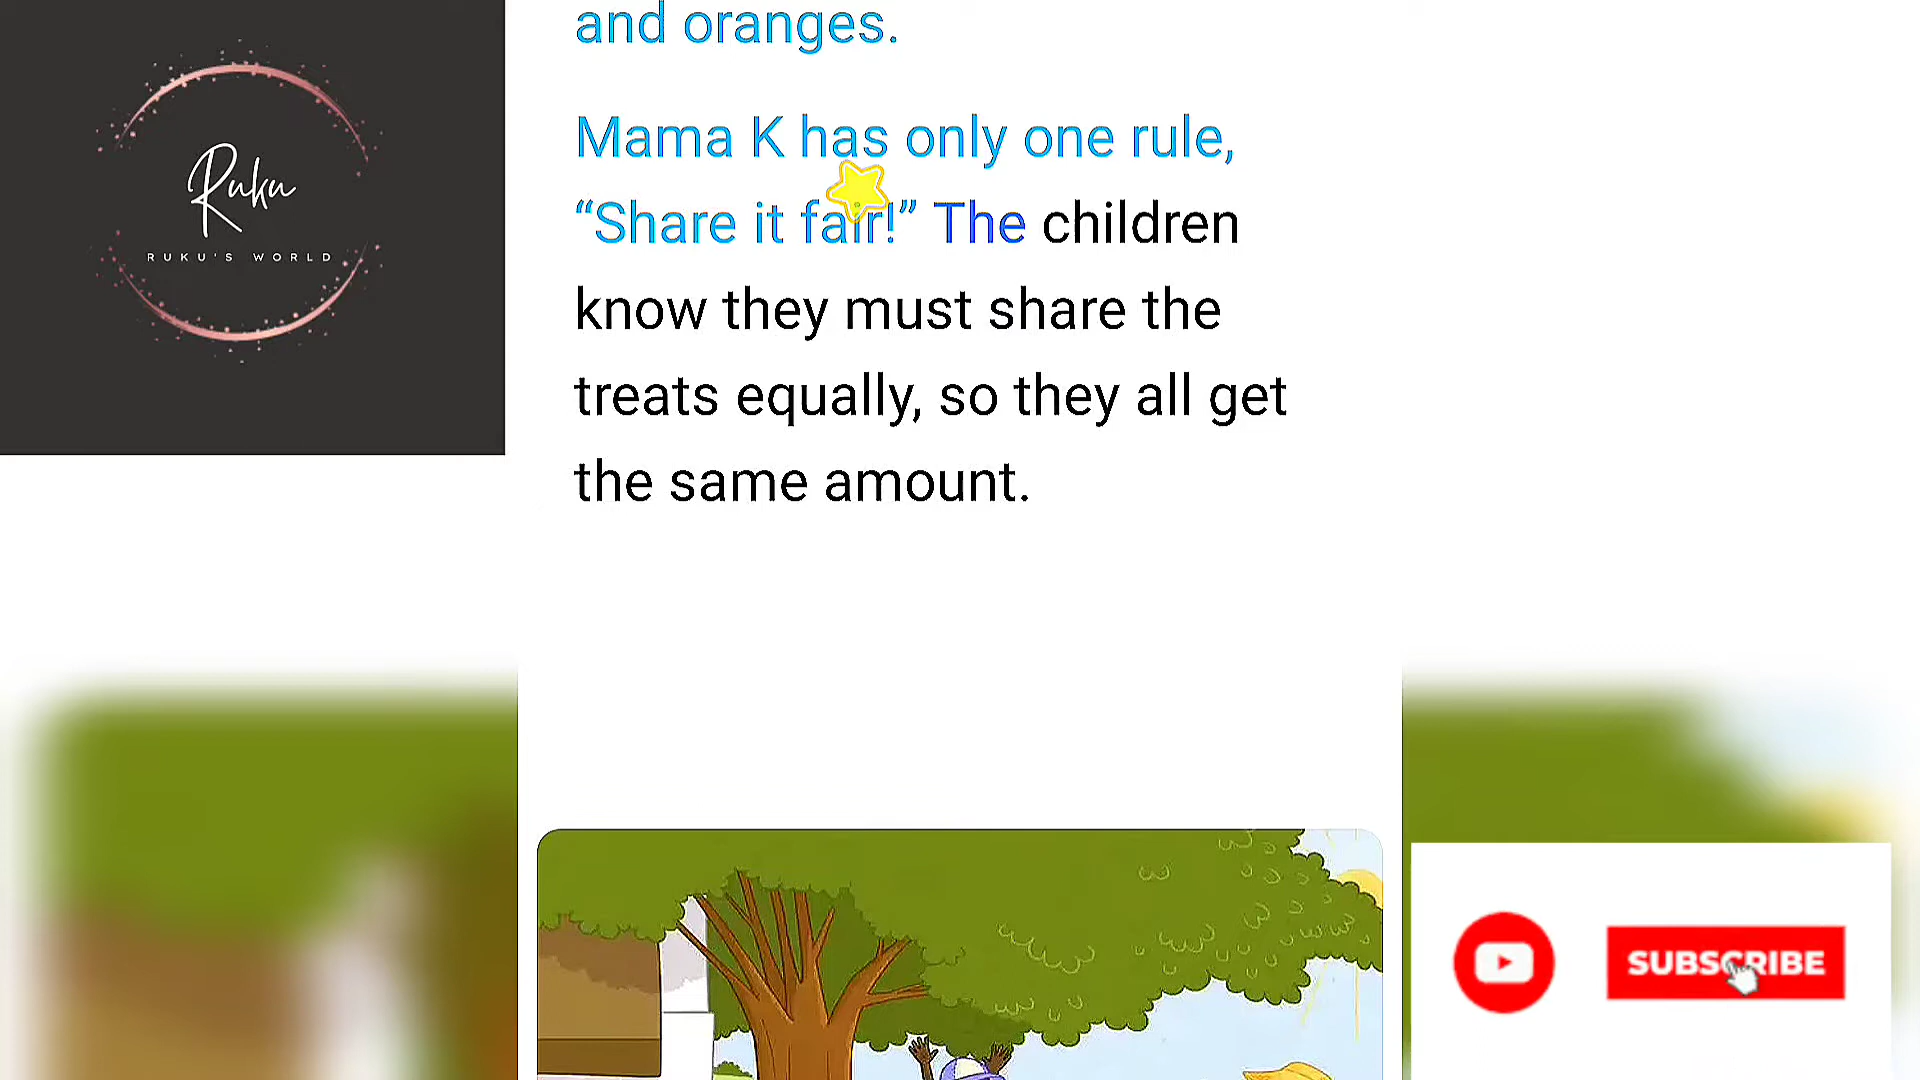 Ruku
RUKU'S WORLD
and oranges.
Mama K has only one rule,
“Share it fair!” The children
know they must share the
treats equally, so they all get
the same amount.
SUBSCRIBE